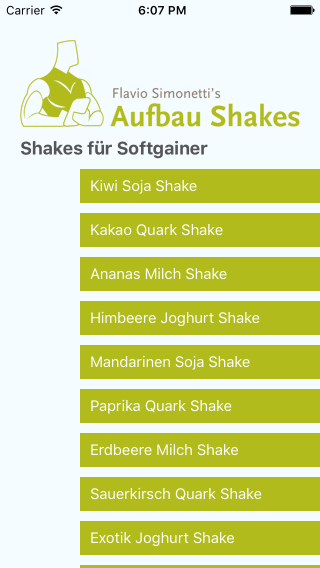 Carrier 6:07 PM
Flavio Simonetti's
Aufbau Shakes
Shakes für Softgainer
Kiwi Soja Shake
Kakao Quark Shake
Ananas Milch Shake
Himbeere Joghurt Shake
Mandarinen Soja Shake
Paprika Quark Shake
Erdbeere Milch Shake
Sauerkirsch Quark Shake
Exotik Joghurt Shake